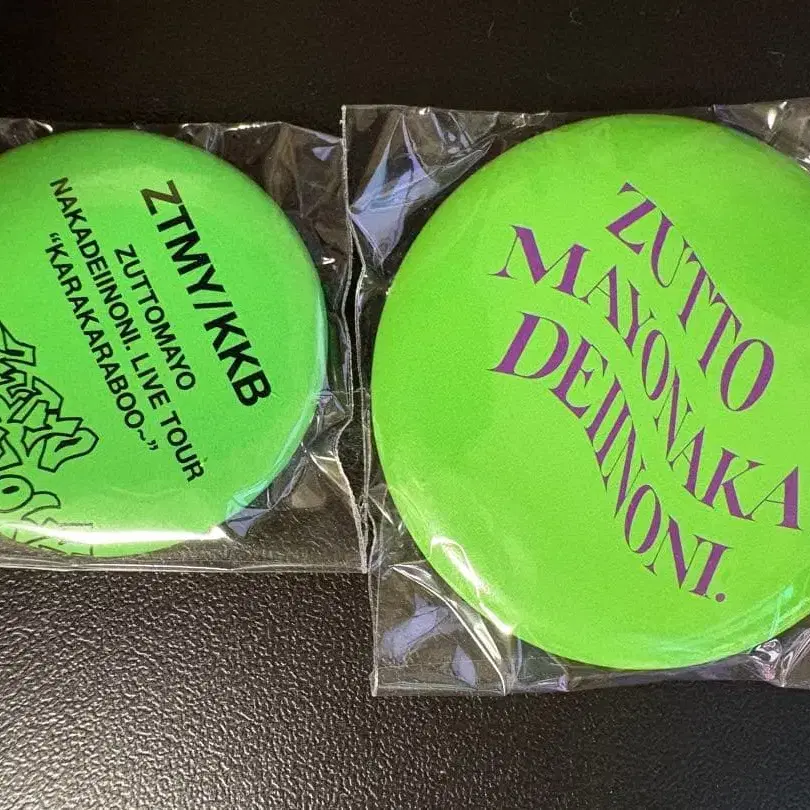 ZTMY/KKB
ZUTTOMAYO
NAKADEIINONI. LIVE TOUR
“KARAKARABOO~”
ZUTTO
MAYONAKA
DEIINONI.